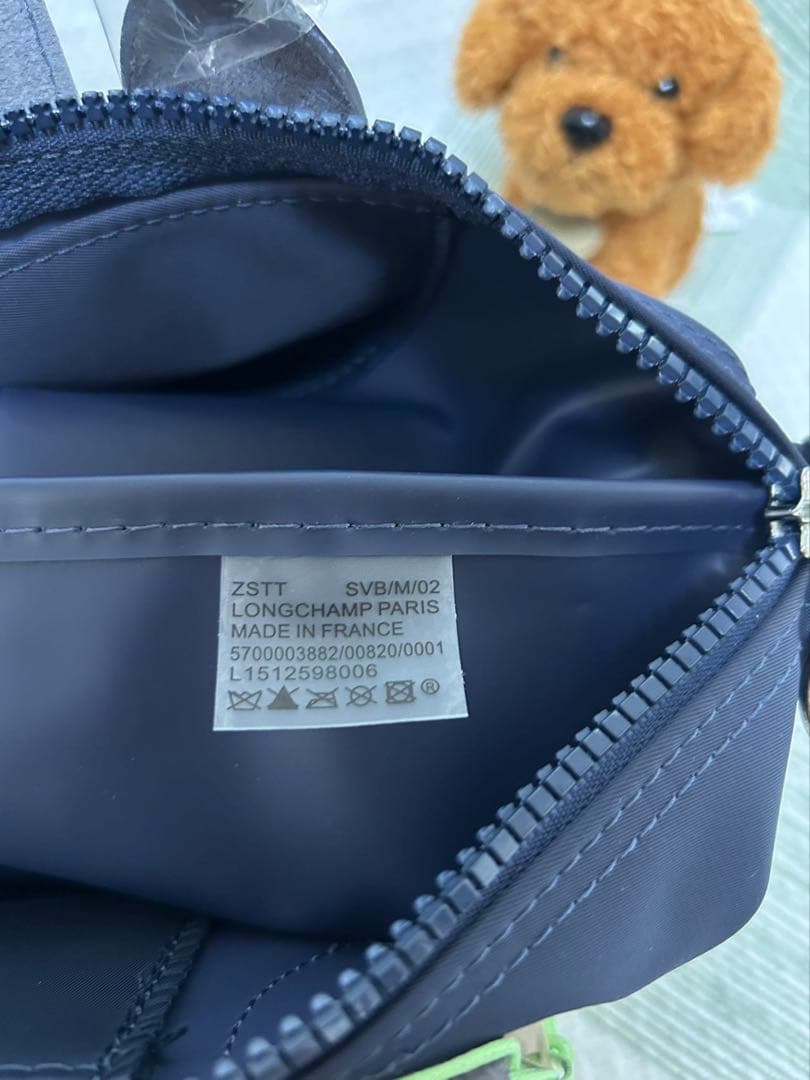 ZSTT SVB/M/02
LONGCHAMP PARIS
MADE IN FRANCE
5700003882/00820/0001
L1512598006
®